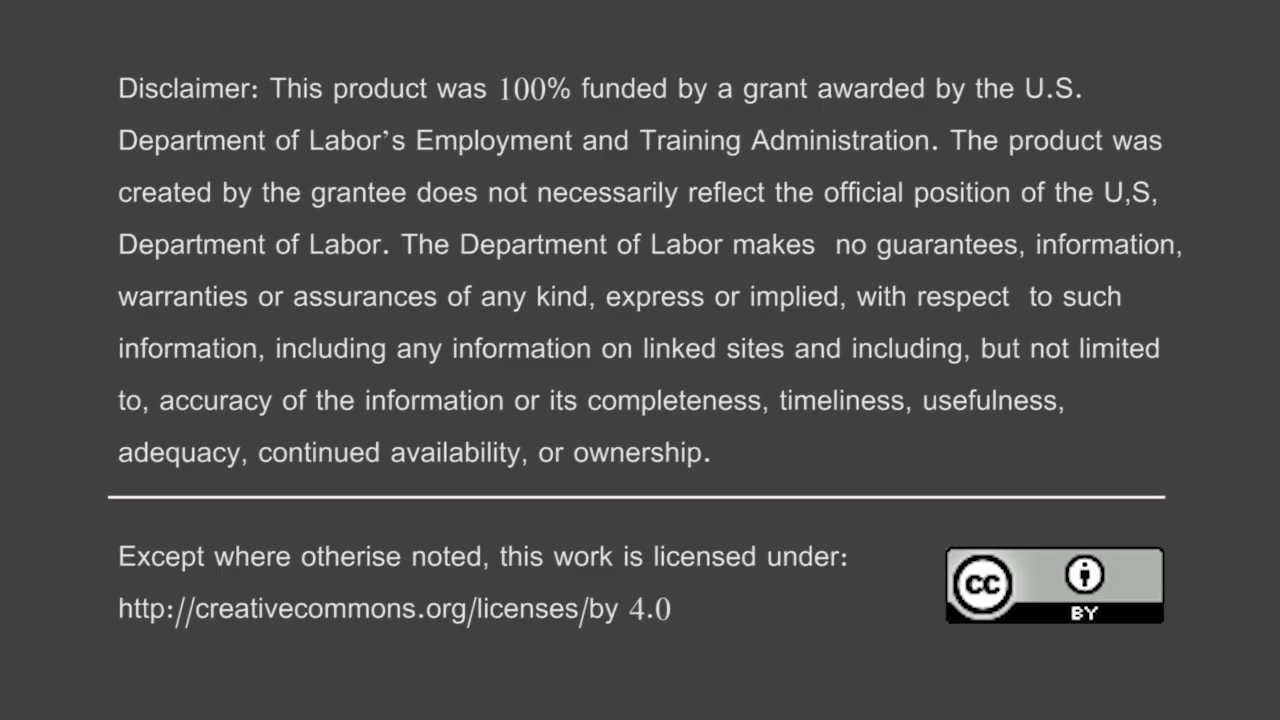 Disclaimer: This product was 100% funded by a grant awarded by the U.S.
Department of Labor’s Employment and Training Administration. The product was
created by the grantee does not necessarily reflect the official position of the U,S,
Department of Labor. The Department of Labor makes  no guarantees, information,
warranties or assurances of any kind, express or implied, with respect  to such
information, including any information on linked sites and including, but not limited
to, accuracy of the information or its completeness, timeliness, usefulness,
adequacy, continued availability, or ownership.
Except where otherise noted, this work is licensed under:
http://creativecommons.org/licenses/by 4.0
cc
BY